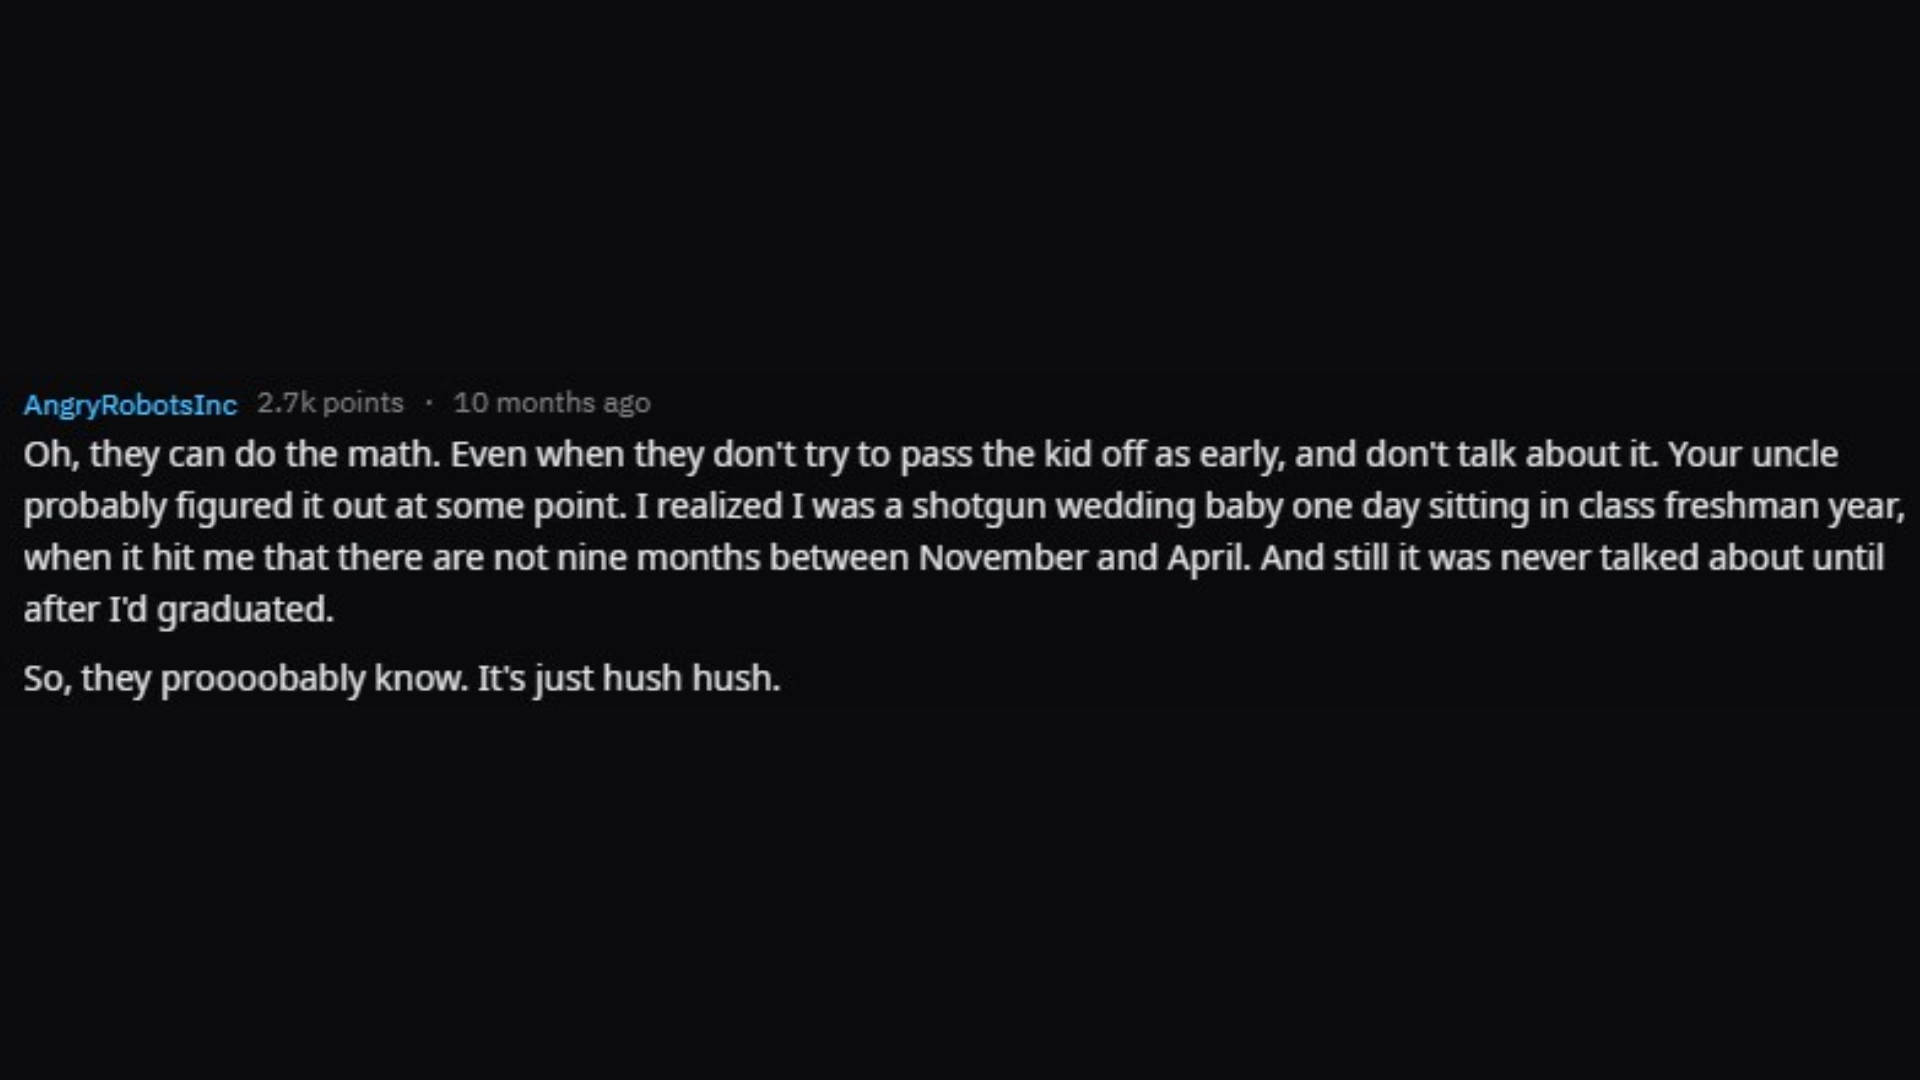 AngryRobotsInc 2.7k points · 10 months ago
Oh, they can do the math. Even when they don't try to pass the kid off as early, and don't talk about it. Your uncle
probably figured it out at some point. I realized I was a shotgun wedding baby one day sitting in class freshman year,
when it hit me that there are not nine months between November and April. And still it was never talked about until
after I'd graduated.
So, they proooobably know. It's just hush hush.